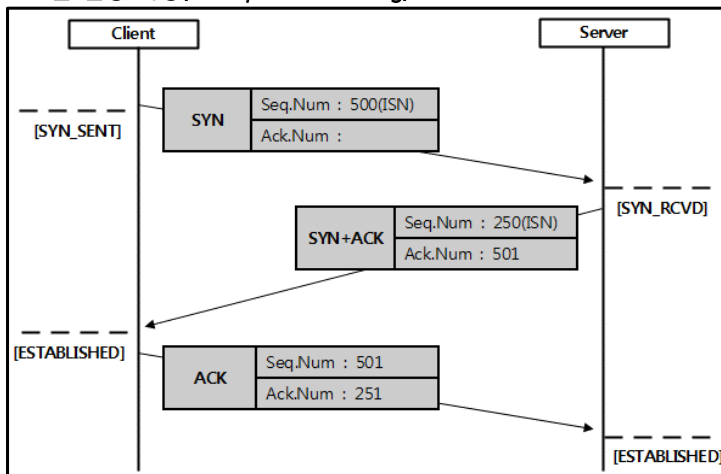 Client
Server
SYN
Seq.Num : 500(ISN)
Ack.Num :
[SYN_SENT]
[SYN_RCVD]
SYN+ACK
Seq.Num : 250(ISN)
Ack.Num : 501
[ESTABLISHED]
ACK
Seq.Num : 501
Ack.Num : 251
[ESTABLISHED]